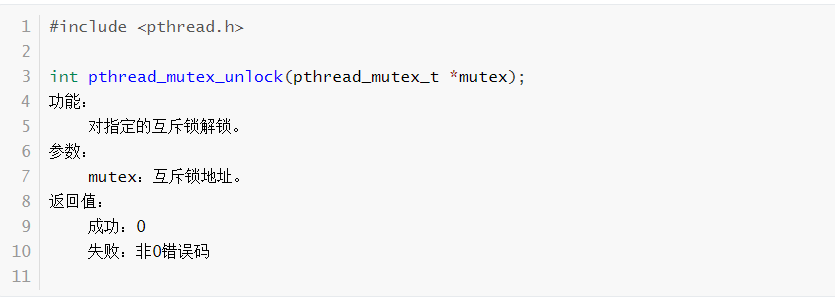 1 #include <pthread.h>
2
3 int pthread_mutex_unlock(pthread_mutex_t *mutex);
4 功能：
5 对指定的互斥锁解锁。
6 参数：
7 mutex：互斥锁地址。
8 返回值：
9 成功：0
10 失败：非0错误码
11